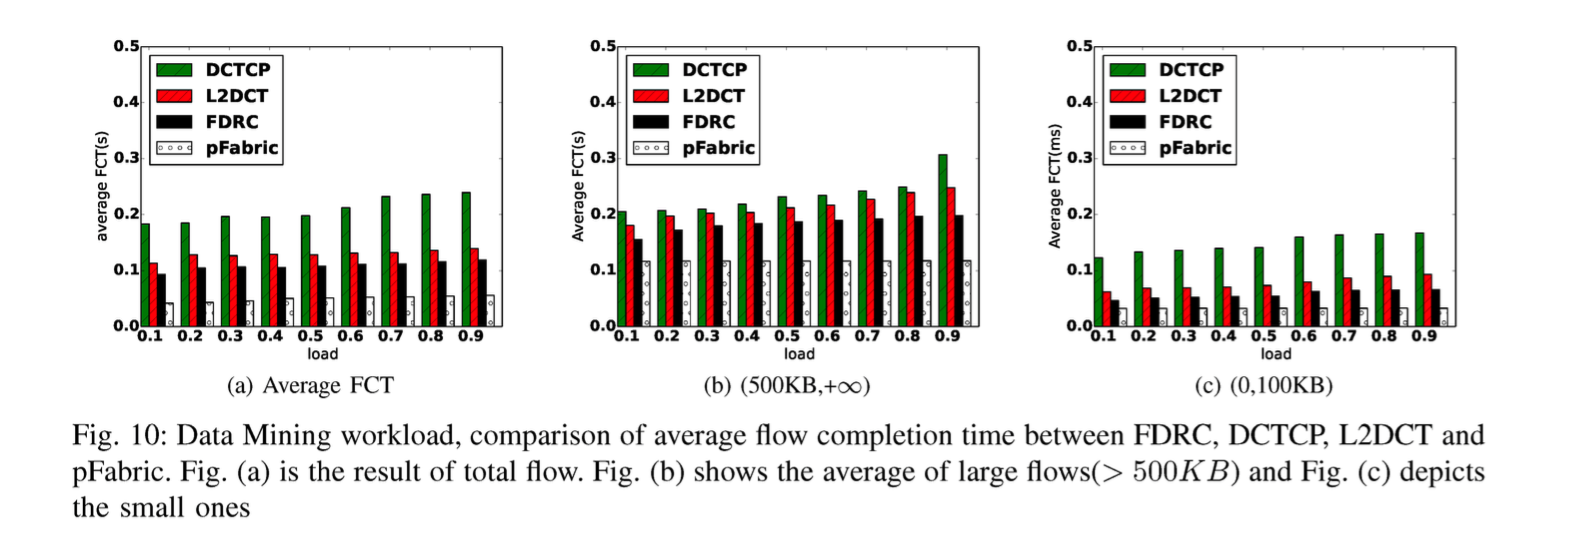 0.5
0.4
0.3
0.2
0.1
0.0
average FCT(s)
DCTCP
L2DCT
FDRC
pFabric
0.1 0.2 0.3 0.4 0.5 0.6 0.7 0.8 0.9
load
(a) Average FCT
0.5
0.4
0.3
0.2
0.1
0.0
Average FCT(s)
DCTCP
L2DCT
FDRC
pFabric
0.1 0.2 0.3 0.4 0.5 0.6 0.7 0.8 0.9
load
(b) (500KB,+∞)
0.5
0.4
0.3
0.2
0.1
0.0
Average FCT(ms)
DCTCP
L2DCT
FDRC
pFabric
0.1 0.2 0.3 0.4 0.5 0.6 0.7 0.8 0.9
load
(c) (0,100KB)
Fig. 10: Data Mining workload, comparison of average flow completion time between FDRC, DCTCP, L2DCT and
pFabric. Fig. (a) is the result of total flow. Fig. (b) shows the average of large flows(> 500KB) and Fig. (c) depicts
the small ones